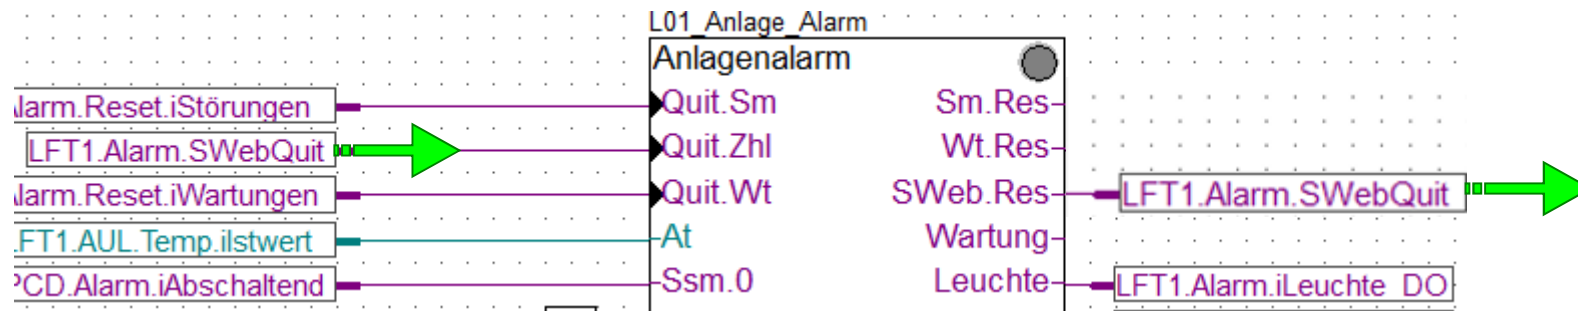 L01_Anlage_Alarm
Anlagenalarm
larm.Reset.iStörungen Quit.Sm Sm.Res
LFT1.Alarm.SWebQuit Quit.Zhl Wt.Res
larm.Reset.iWartungen Quit.Wt SWeb.Res LFT1.Alarm.SWebQuit
FT1.AUL.Temp.iIstwert At Wartung
PCD.Alarm.iAbschaltend Ssm.0 Leuchte LFT1.Alarm.iLeuchte_DO